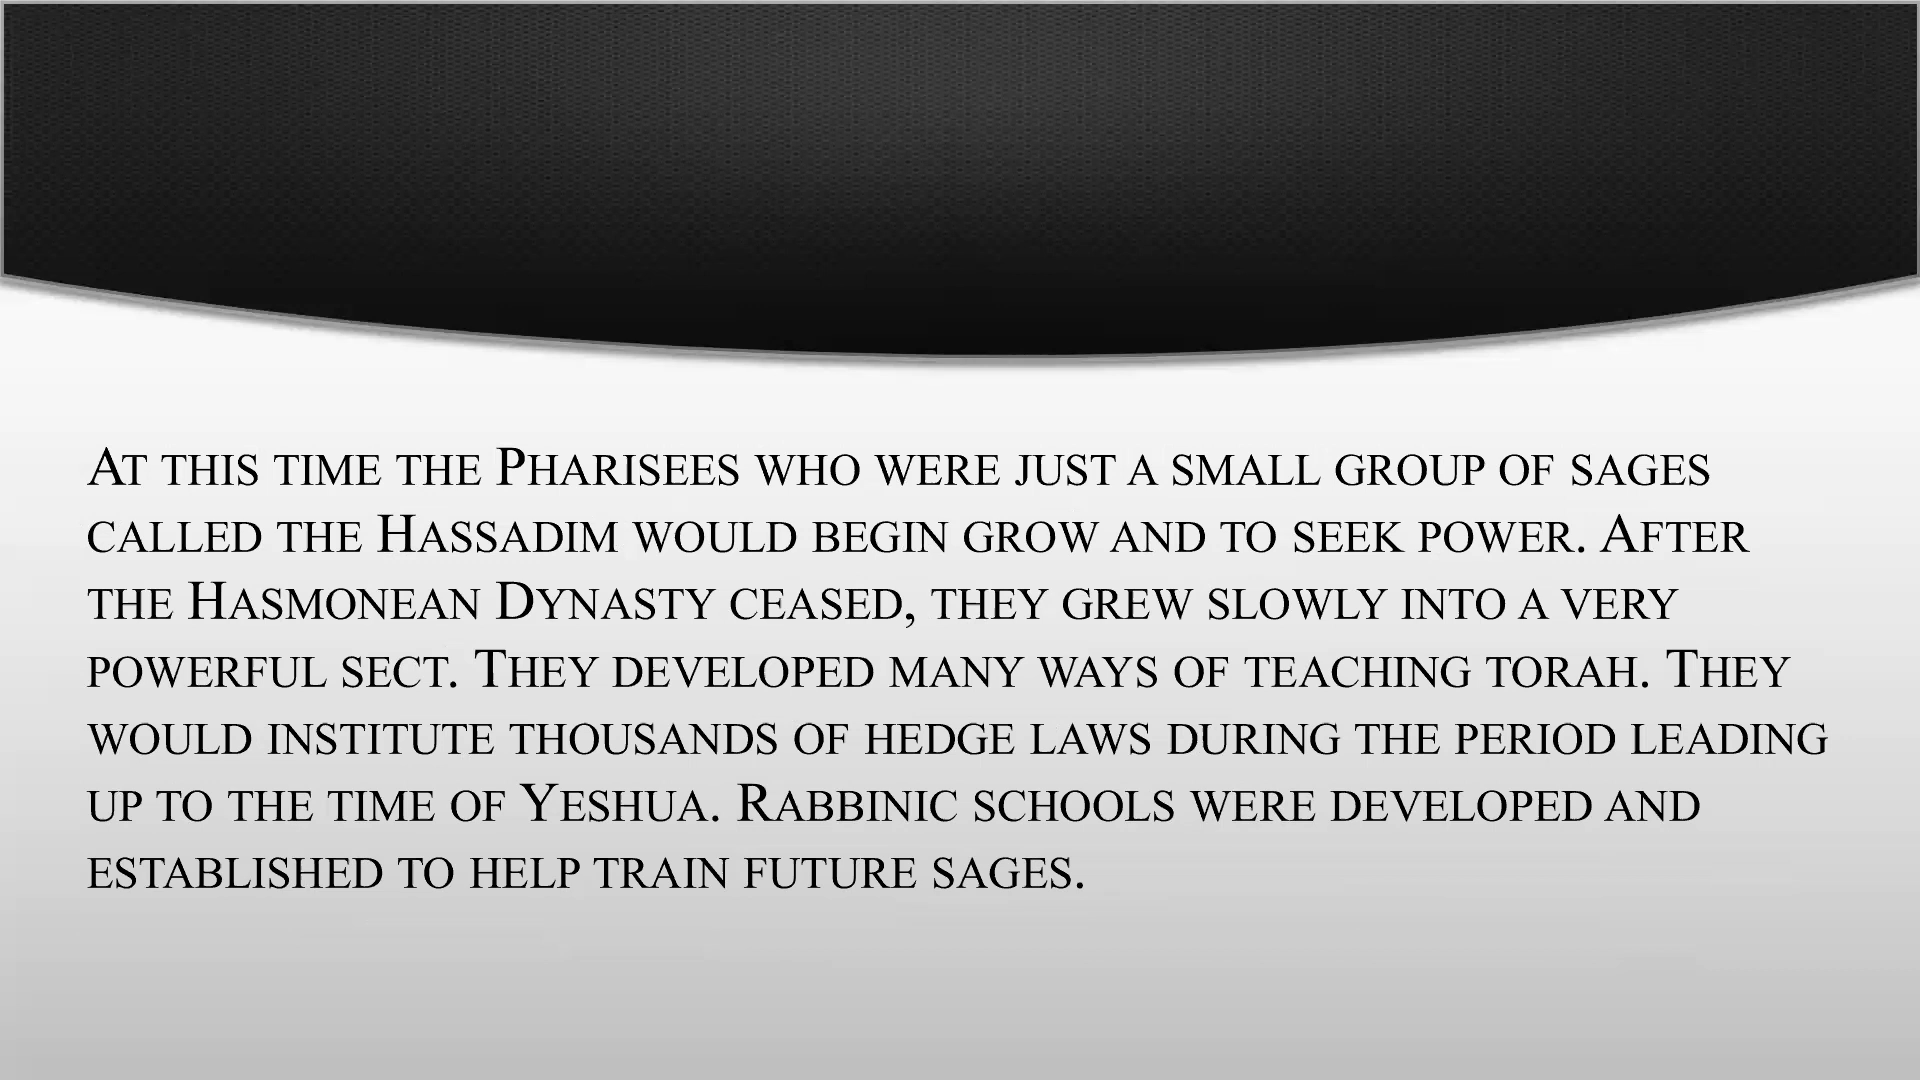 At this time the Pharisees who were just a small group of sages
called the Hassadim would begin grow and to seek power. After
the Hasmonean Dynasty ceased, they grew slowly into a very
powerful sect. They developed many ways of teaching torah. They
would institute thousands of hedge laws during the period leading
up to the time of Yeshua. Rabbinic schools were developed and
established to help train future sages.